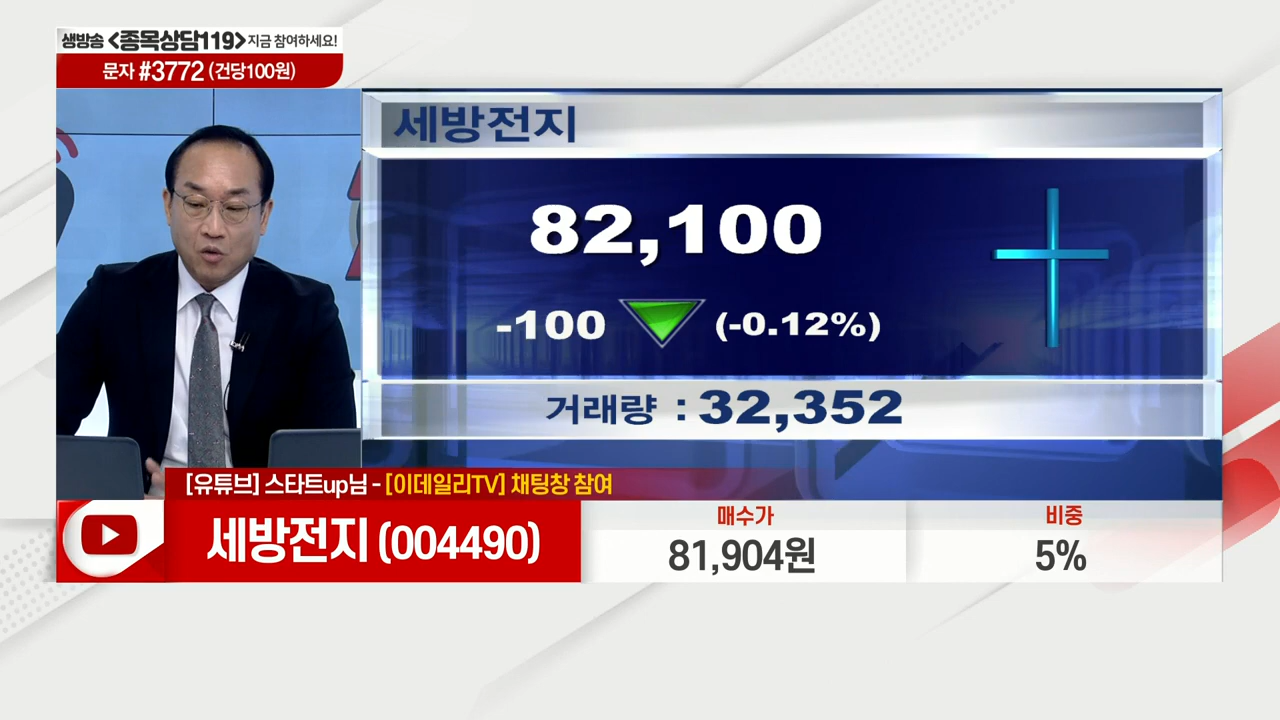 생방송 <종목상담119> 지금 참여하세요!
문자 #3772 (건당100원)
세방전지
82,100
-100 (-0.12%)
거래량 : 32,352
[유튜브] 스타트up님 - [이데일리TV] 채팅창 참여
세방전지 (004490)
매수가
81,904원
비중
5%